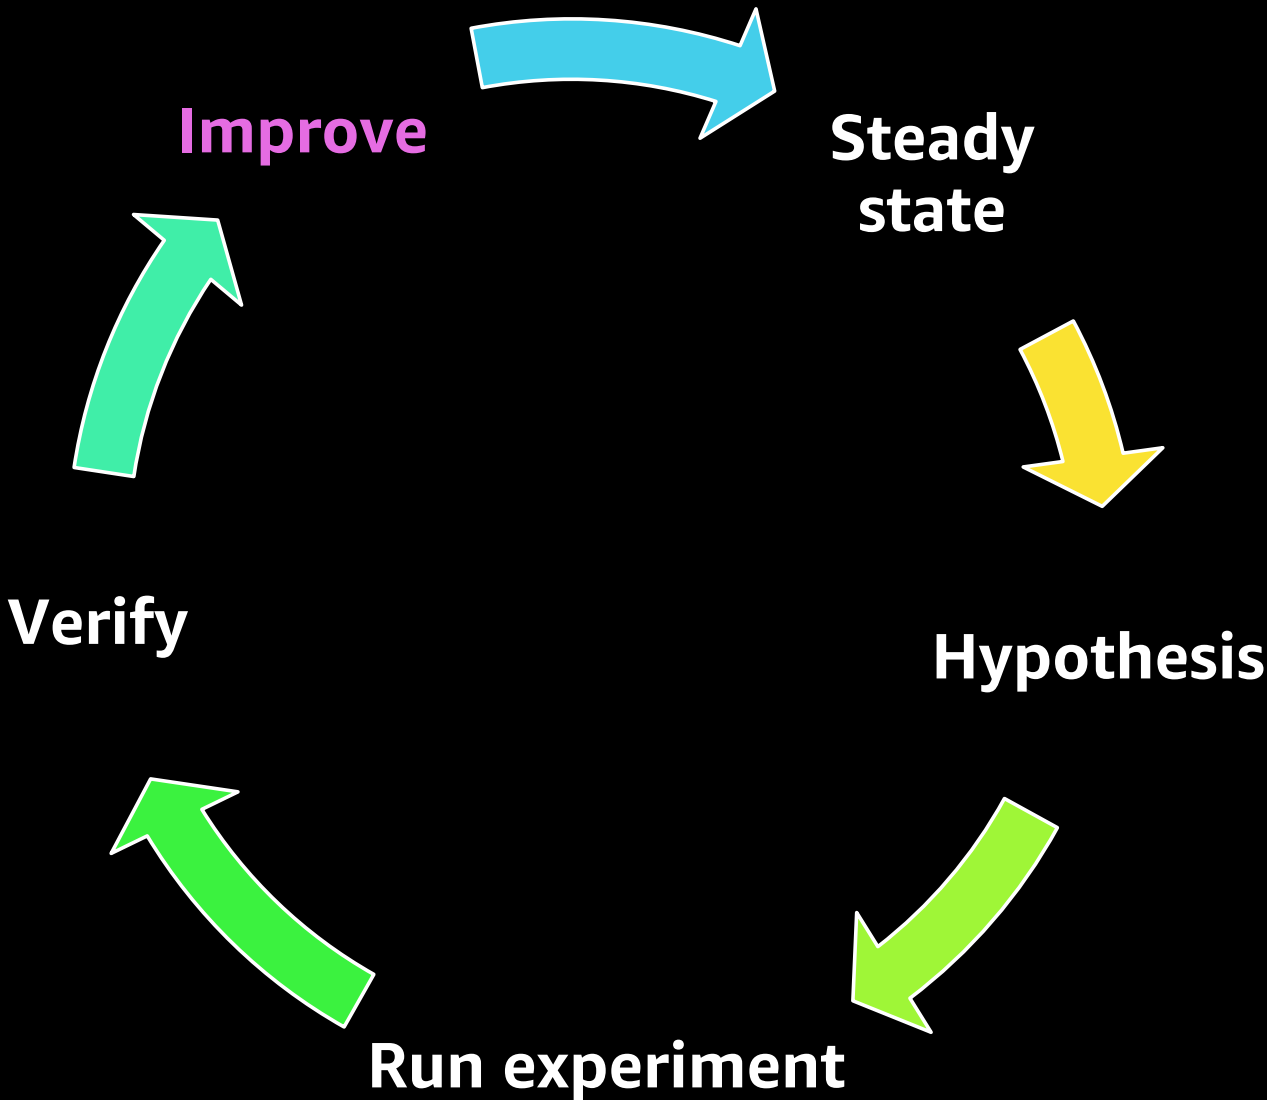 Improve
Steady
state
Verify
Hypothesis
Run experiment